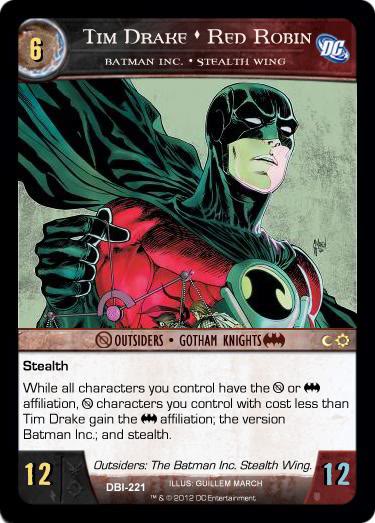 6
TIM DRAKE ♦ RED ROBIN
DC
BATMAN INC. • STEALTH WING
OUTSIDERS • GOTHAM KNIGHTS
Stealth
While all characters you control have the or
affiliation, characters you control with cost less than
Tim Drake gain the affiliation; the version
Batman Inc.; and stealth.
Outsiders: The Batman Inc. Stealth Wing.
12
12
DBI-221
ILLUS: GUILLEM MARCH
™ & © 2012 DC Entertainment